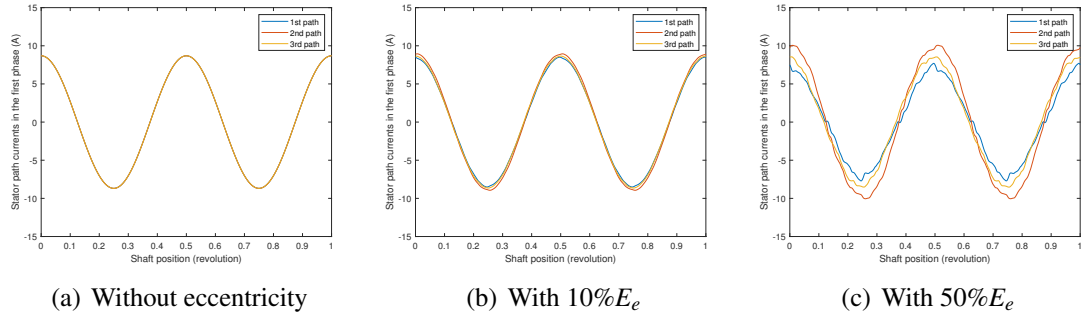 Stator path currents in the first phase (A)
15
10
5
0
-5
-10
-15
0 0.1 0.2 0.3 0.4 0.5 0.6 0.7 0.8 0.9 1
Shaft position (revolution)
1st path
2nd path
3rd path
(a) Without eccentricity
Stator path currents in the first phase (A)
15
10
5
0
-5
-10
-15
0 0.1 0.2 0.3 0.4 0.5 0.6 0.7 0.8 0.9 1
Shaft position (revolution)
1st path
2nd path
3rd path
(b) With 10%Ee
Stator path currents in the first phase (A)
15
10
5
0
-5
-10
-15
0 0.1 0.2 0.3 0.4 0.5 0.6 0.7 0.8 0.9 1
Shaft position (revolution)
1st path
2nd path
3rd path
(c) With 50%Ee